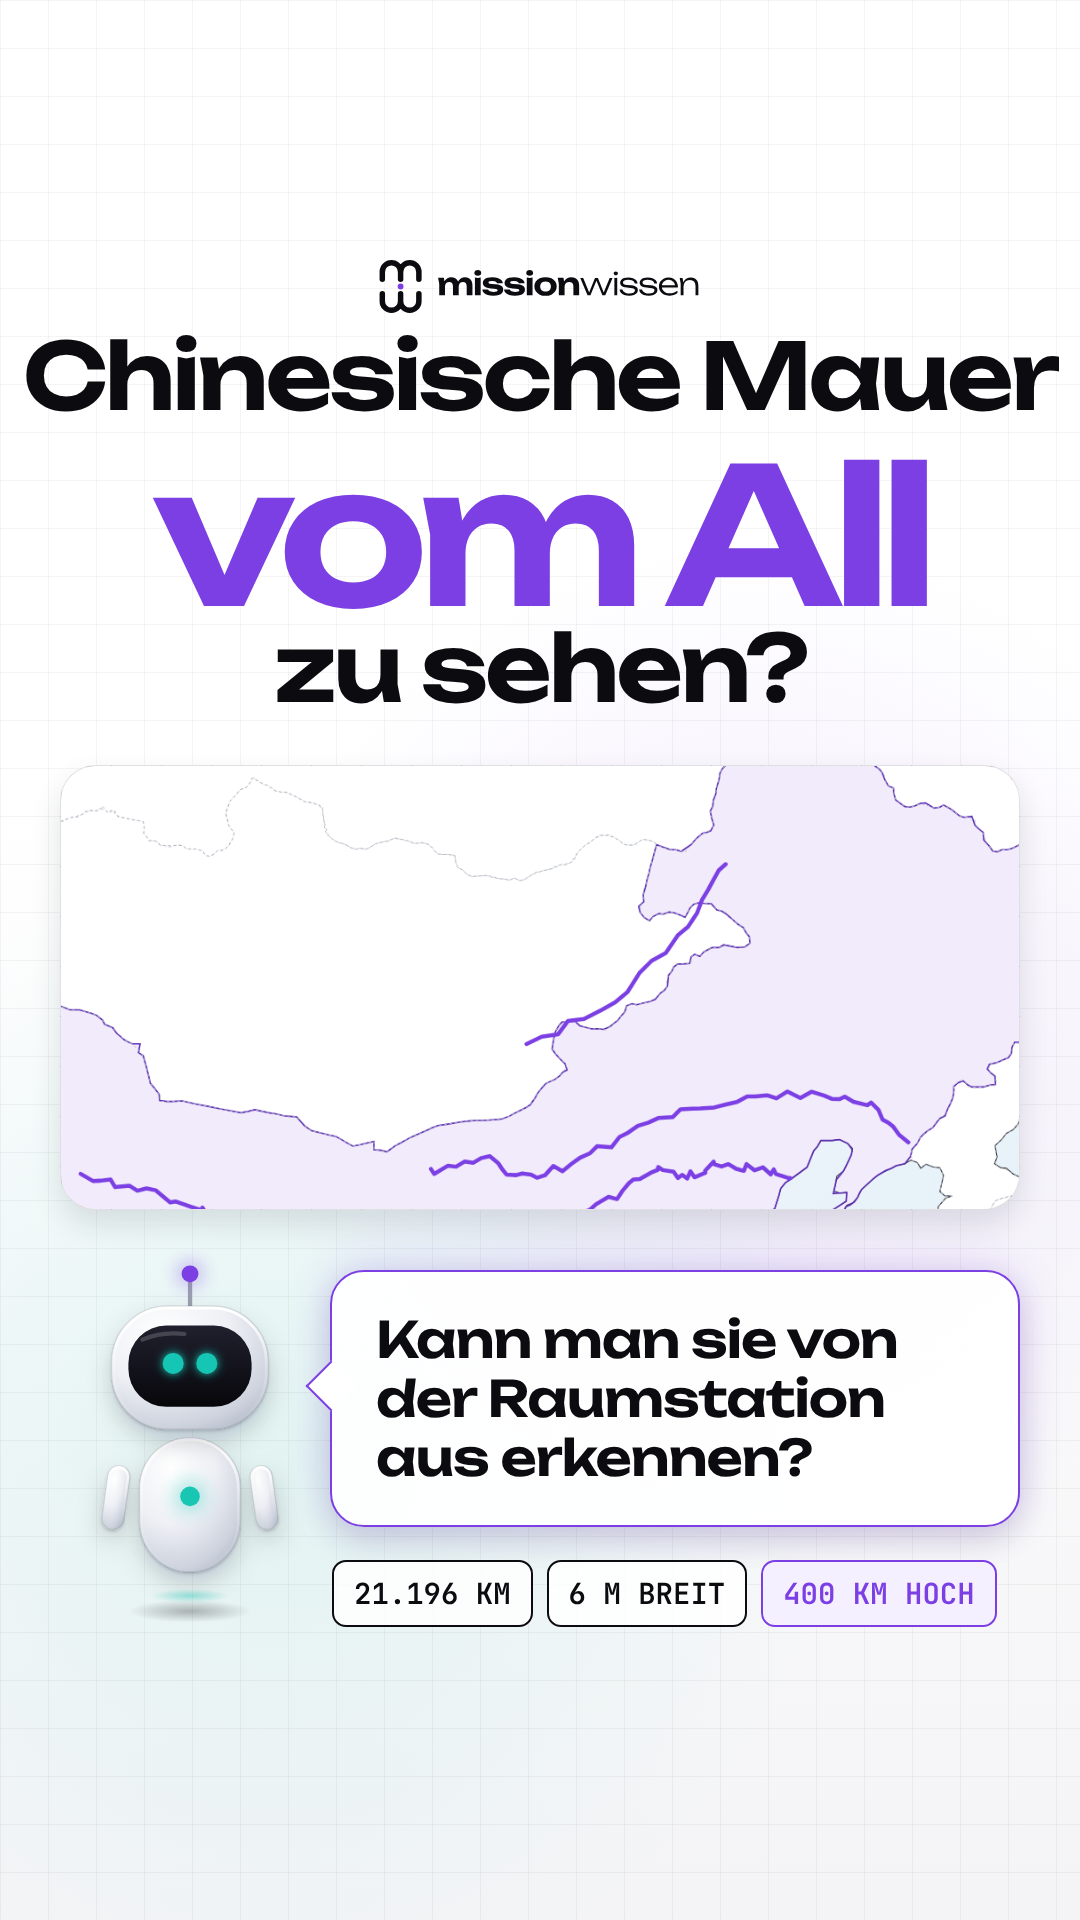 missionwissen
Chinesische Mauer
vom All
zu sehen?
Kann man sie von
der Raumstation
aus erkennen?
21.196 KM
6 M BREIT
400 KM HOCH